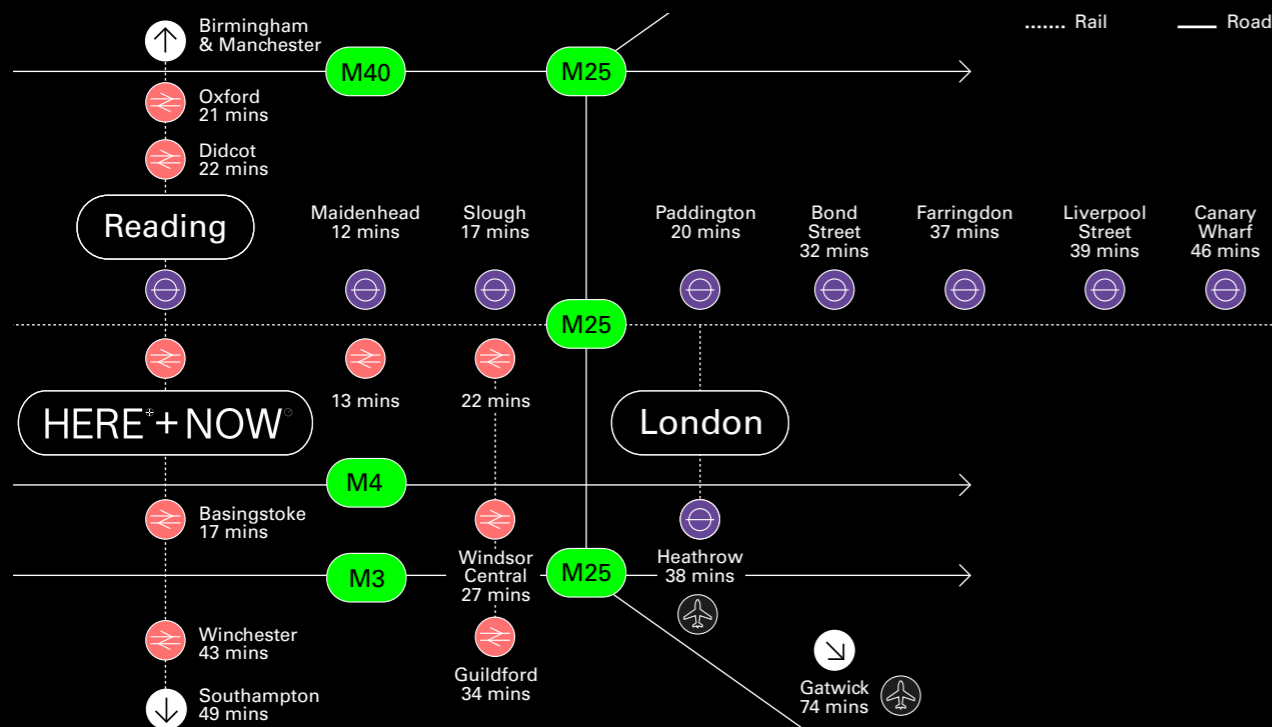 Birmingham
& Manchester
Rail
Road
M40
M25
Oxford
21 mins
Didcot
22 mins
Reading
Maidenhead
12 mins
Slough
17 mins
Paddington
20 mins
Bond
Street
32 mins
Farringdon
37 mins
Liverpool
Street
39 mins
Canary
Wharf
46 mins
M25
13 mins
22 mins
HERE+ + NOW
London
M4
Basingstoke
17 mins
M3
Windsor
Central
27 mins
M25
Heathrow
38 mins
Winchester
43 mins
Guildford
34 mins
Southampton
49 mins
Gatwick
74 mins